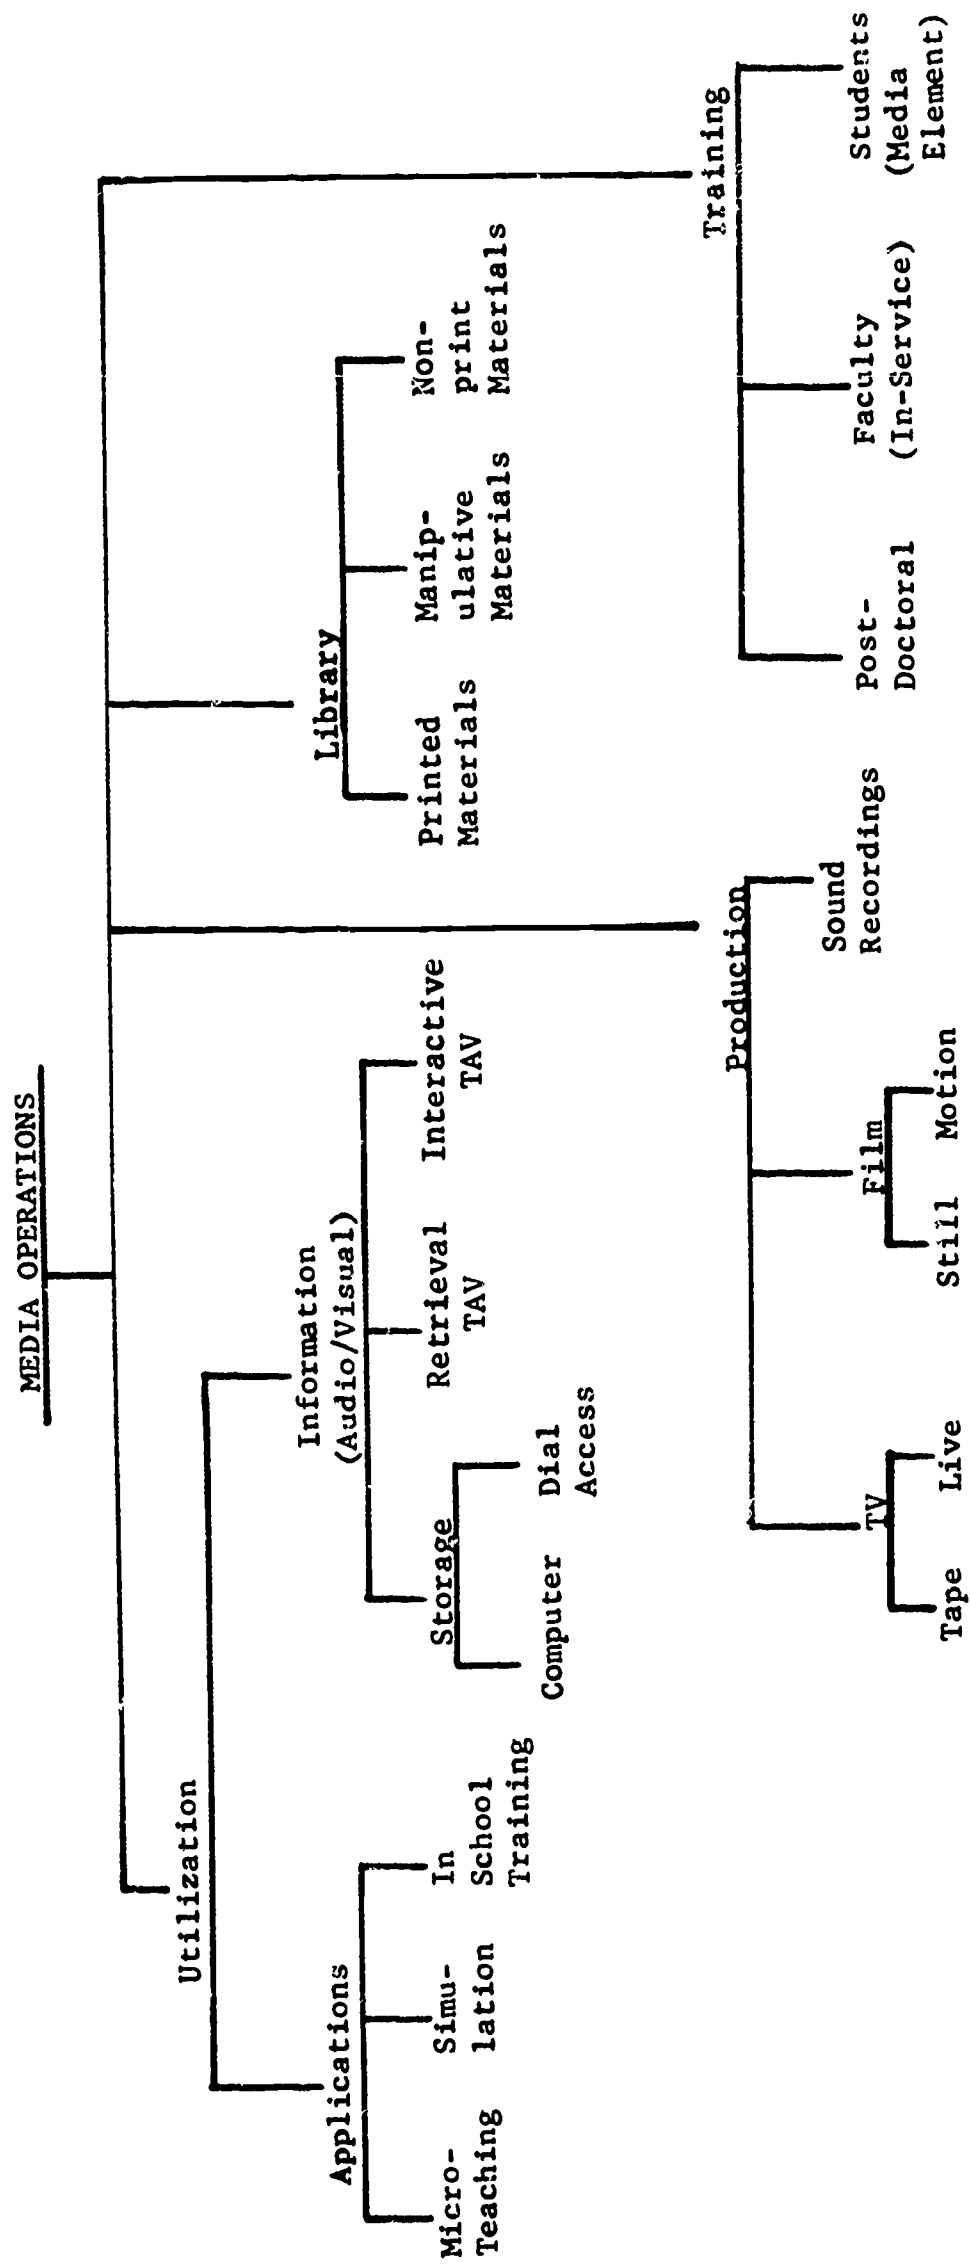 MEDIA OPERATIONS
Utilization
Applications
Micro-
Teaching
Simu-
lation
In
School
Training
Information
(Audio/Visual)
Storage
Computer
Dial
Access
Retrieval
TAV
Interactive
TAV
Production
TV
Tape
Live
Film
Still
Motion
Sound
Recordings
Library
Printed
Materials
Manip-
ulative
Materials
Non-
print
Materials
Training
Post-
Doctoral
Faculty
(In-Service)
Students
(Media
Element)